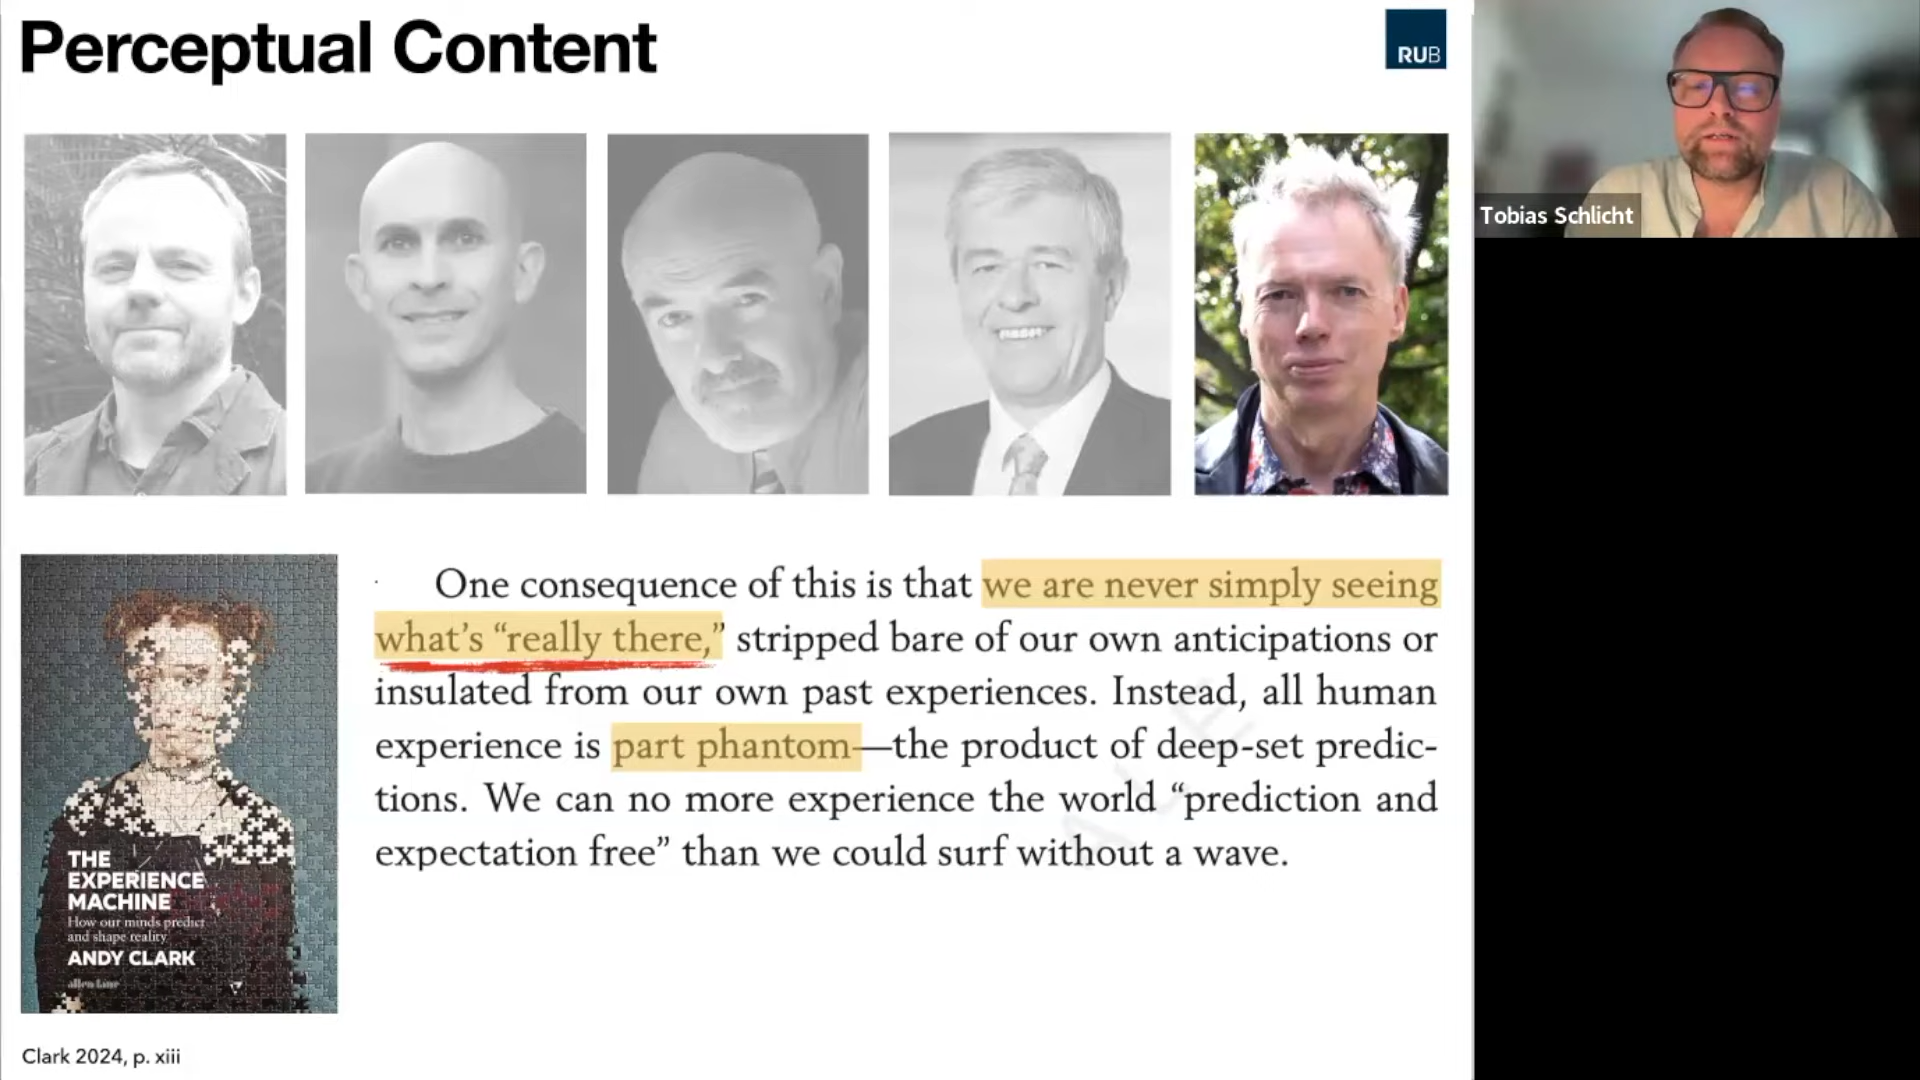 Perceptual Content
RUB
Tobias Schlicht
One consequence of this is that we are never simply seeing
what’s “really there,” stripped bare of our own anticipations or
insulated from our own past experiences. Instead, all human
experience is part phantom—the product of deep-set predic-
tions. We can no more experience the world “prediction and
expectation free” than we could surf without a wave.
THE
EXPERIENCE
MACHINE
How our minds predict
and shape reality
ANDY CLARK
allen lane
Clark 2024, p. xiii